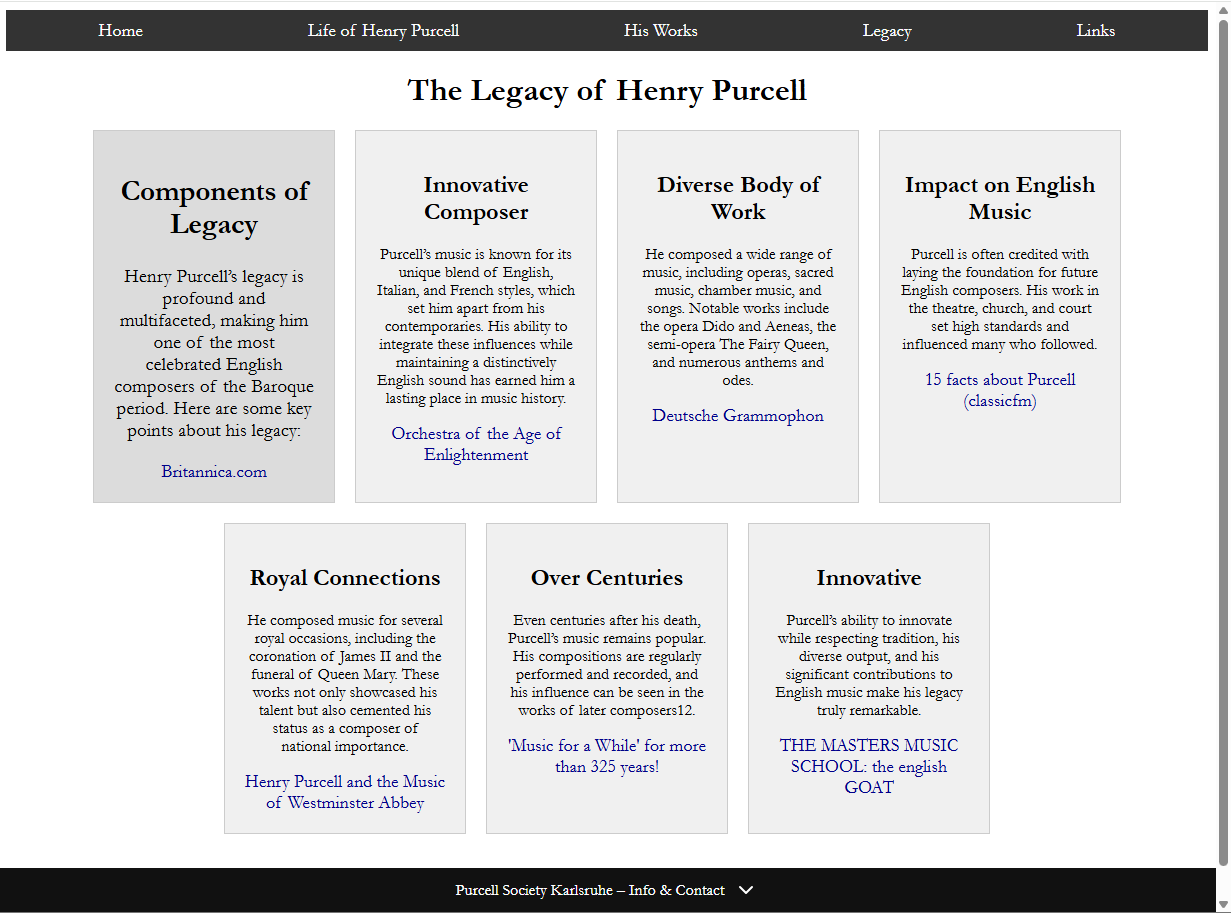 Home Life of Henry Purcell His Works Legacy Links
The Legacy of Henry Purcell
Components of
Legacy
Henry Purcell’s legacy is
profound and
multifaceted, making him
one of the most
celebrated English
composers of the Baroque
period. Here are some key
points about his legacy:
Britannica.com
Innovative
Composer
Purcell’s music is known for its
unique blend of English,
Italian, and French styles, which
set him apart from his
contemporaries. His ability to
integrate these influences while
maintaining a distinctively
English sound has earned him a
lasting place in music history.
Orchestra of the Age of
Enlightenment
Diverse Body of
Work
He composed a wide range of
music, including operas, sacred
music, chamber music, and
songs. Notable works include
the opera Dido and Aeneas, the
semi-opera The Fairy Queen,
and numerous anthems and
odes.
Deutsche Grammophon
Impact on English
Music
Purcell is often credited with
laying the foundation for future
English composers. His work in
the theatre, church, and court
set high standards and
influenced many who followed.
15 facts about Purcell
(classicfm)
Royal Connections
He composed music for several
royal occasions, including the
coronation of James II and the
funeral of Queen Mary. These
works not only showcased his
talent but also cemented his
status as a composer of
national importance.
Henry Purcell and the Music
of Westminster Abbey
Over Centuries
Even centuries after his death,
Purcell’s music remains popular.
His compositions are regularly
performed and recorded, and
his influence can be seen in the
works of later composers12.
'Music for a While' for more
than 325 years!
Innovative
Purcell’s ability to innovate
while respecting tradition, his
diverse output, and his
significant contributions to
English music make his legacy
truly remarkable.
THE MASTERS MUSIC
SCHOOL: the english
GOAT
Purcell Society Karlsruhe – Info & Contact